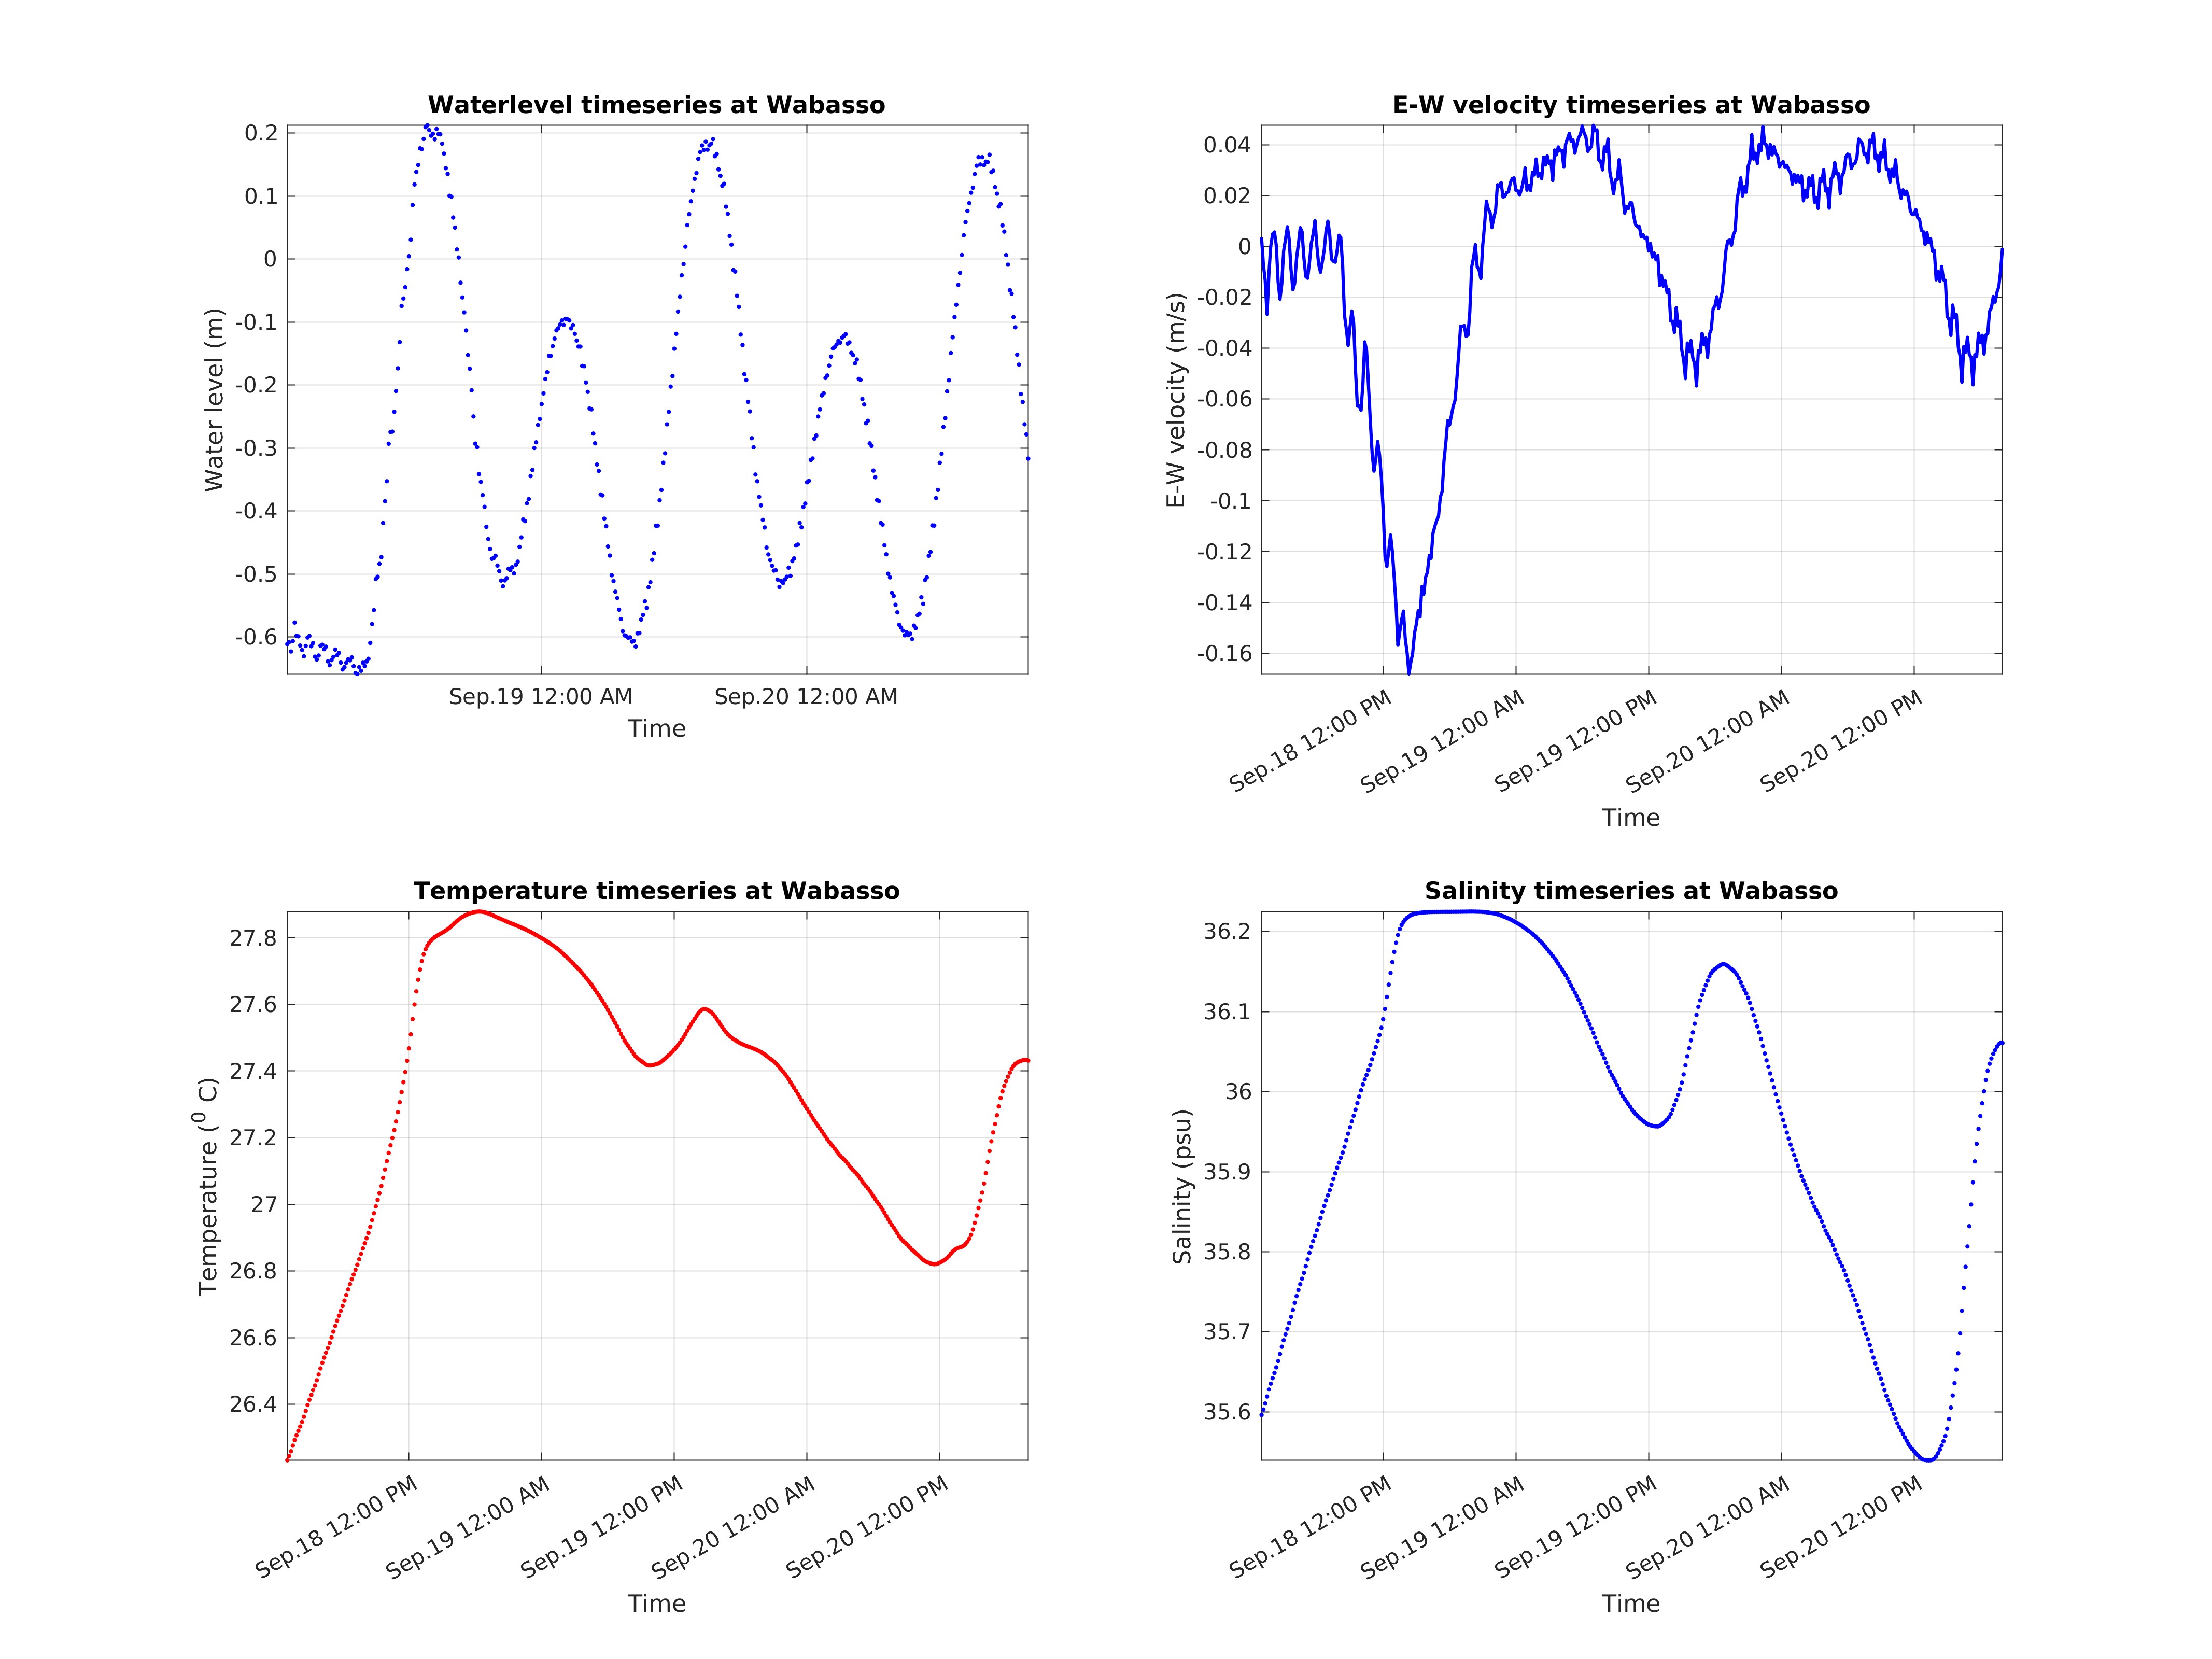 Waterlevel timeseries at Wabasso
0.2
0.1
0
-0.1
-0.2
-0.3
-0.4
-0.5
-0.6
Water level (m)
Sep.19 12:00 AM
Sep.20 12:00 AM
Time
E-W velocity timeseries at Wabasso
0.04
0.02
0
-0.02
-0.04
-0.06
-0.08
-0.1
-0.12
-0.14
-0.16
E-W velocity (m/s)
Sep.18 12:00 PM
Sep.19 12:00 AM
Sep.19 12:00 PM
Sep.20 12:00 AM
Sep.20 12:00 PM
Time
Temperature timeseries at Wabasso
27.8
27.6
27.4
27.2
27
26.8
26.6
26.4
Temperature (⁰ C)
Sep.18 12:00 PM
Sep.19 12:00 AM
Sep.19 12:00 PM
Sep.20 12:00 AM
Sep.20 12:00 PM
Time
Salinity timeseries at Wabasso
36.2
36.1
36
35.9
35.8
35.7
35.6
Salinity (psu)
Sep.18 12:00 PM
Sep.19 12:00 AM
Sep.19 12:00 PM
Sep.20 12:00 AM
Sep.20 12:00 PM
Time